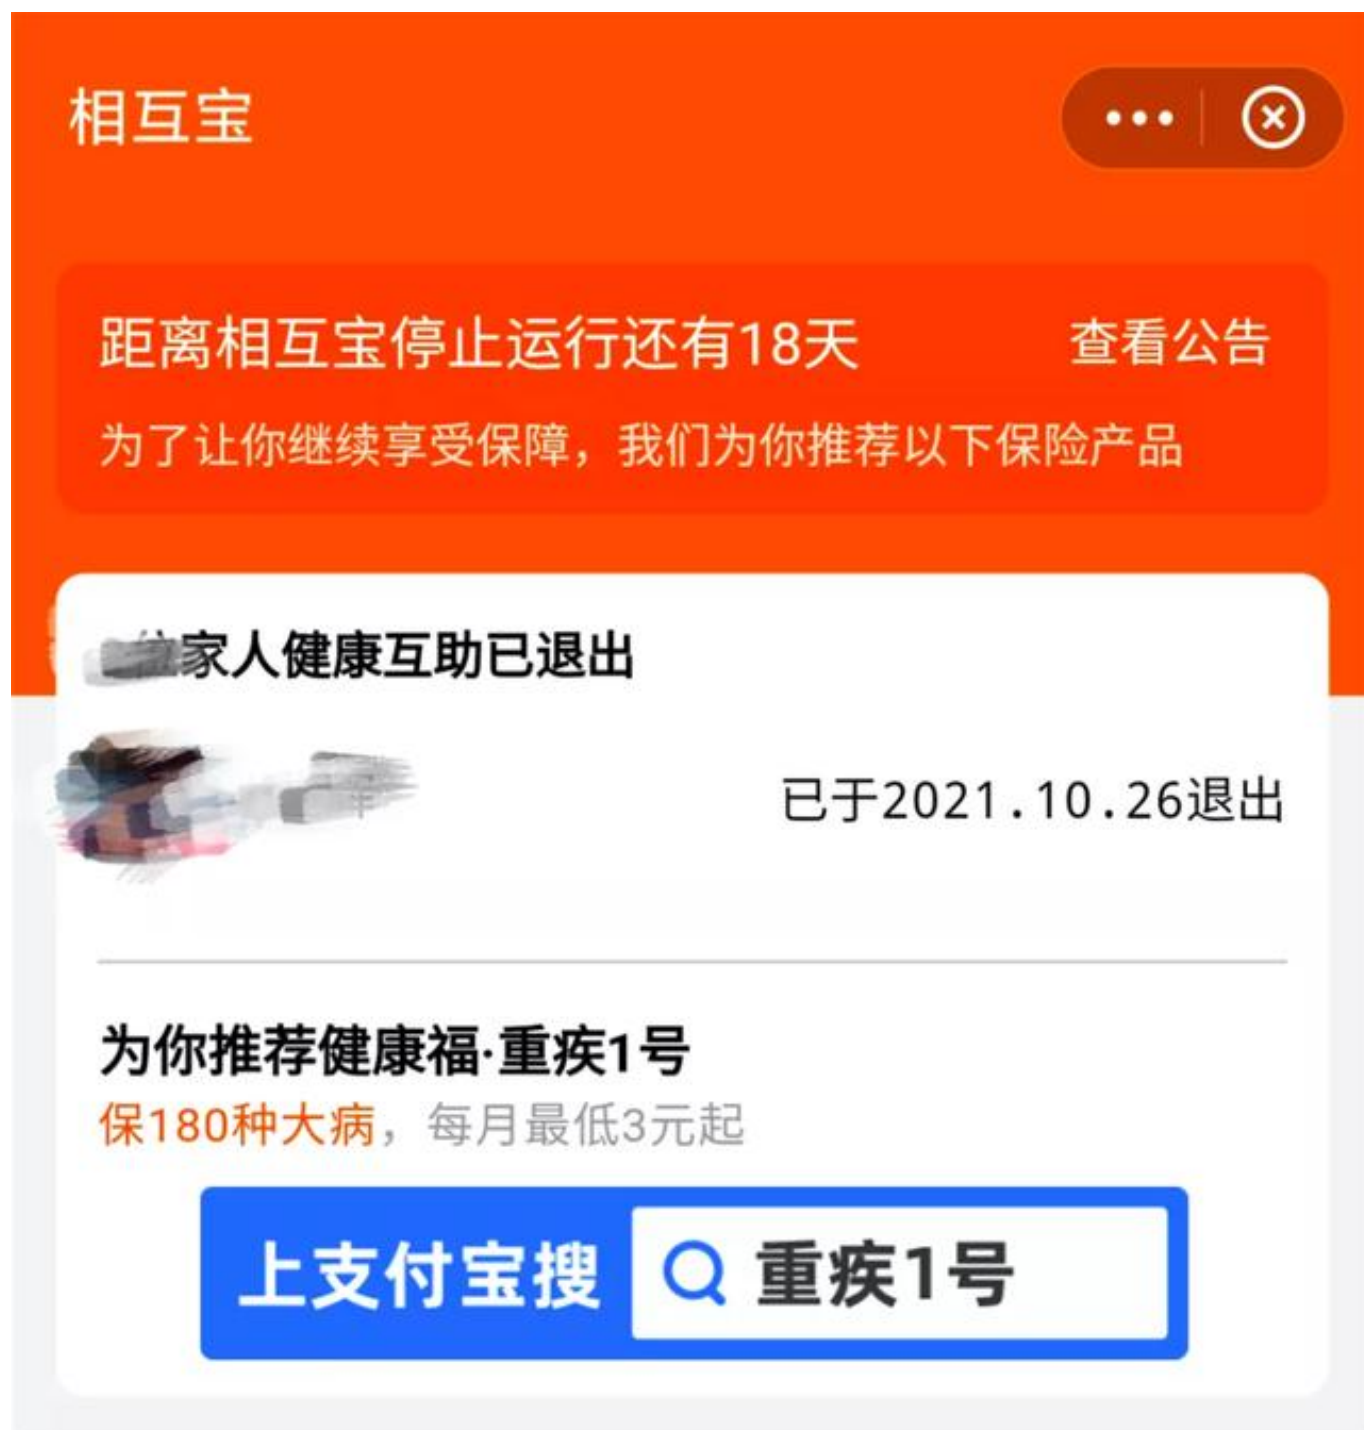 相互宝
距离相互宝停止运行还有18天 查看公告
为了让你继续享受保障，我们为你推荐以下保险产品
家人健康互助已退出
已于2021.10.26退出
为你推荐健康福·重疾1号
保180种大病，每月最低3元起
上支付宝搜 重疾1号